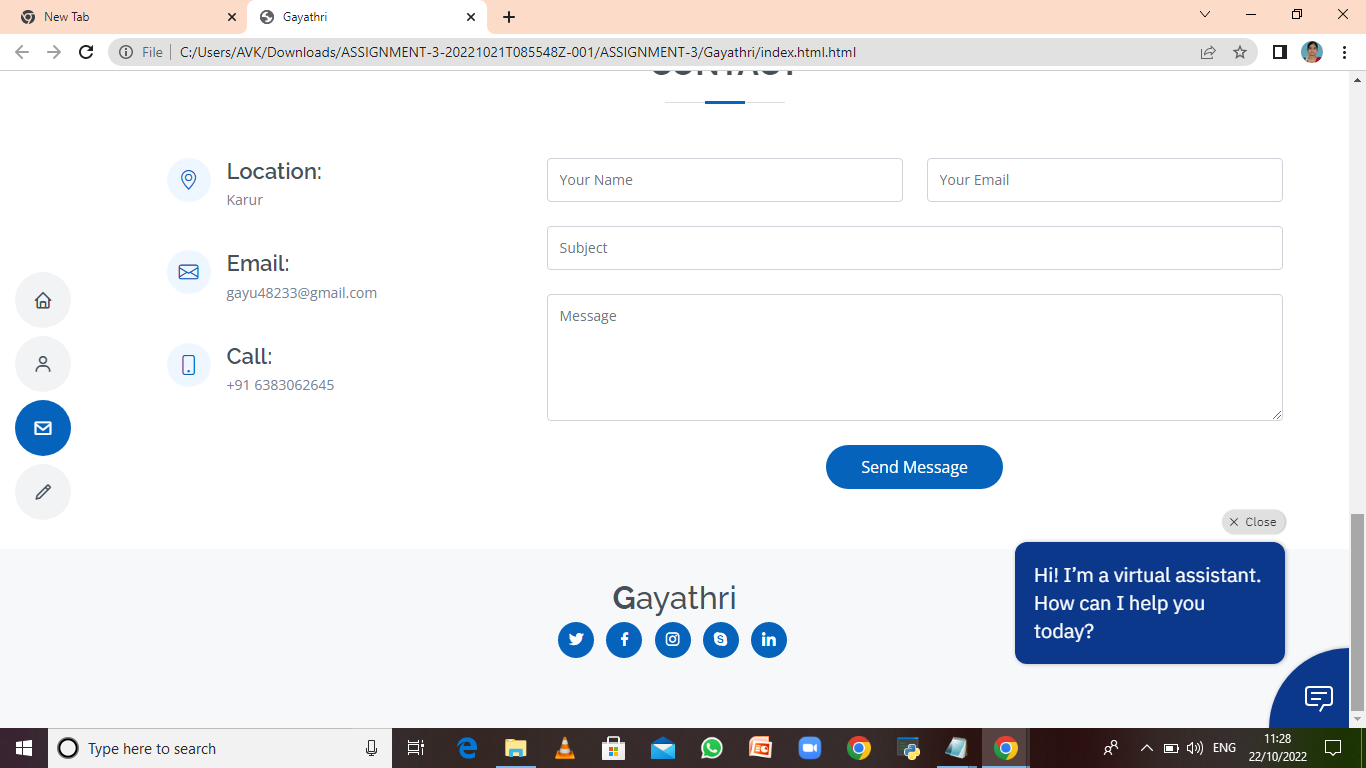 New Tab
Gayathri
File
C:/Users/AVK/Downloads/ASSIGNMENT-3-20221021T085548Z-001/ASSIGNMENT-3/Gayathri/index.html.html
CONTACT
Location:
Karur
Email:
gayu48233@gmail.com
Call:
+91 6383062645
Your Name
Your Email
Subject
Message
Send Message
Close
Hi! I’m a virtual assistant.
How can I help you
today?
Gayathri
Type here to search
ENG
11:28
22/10/2022